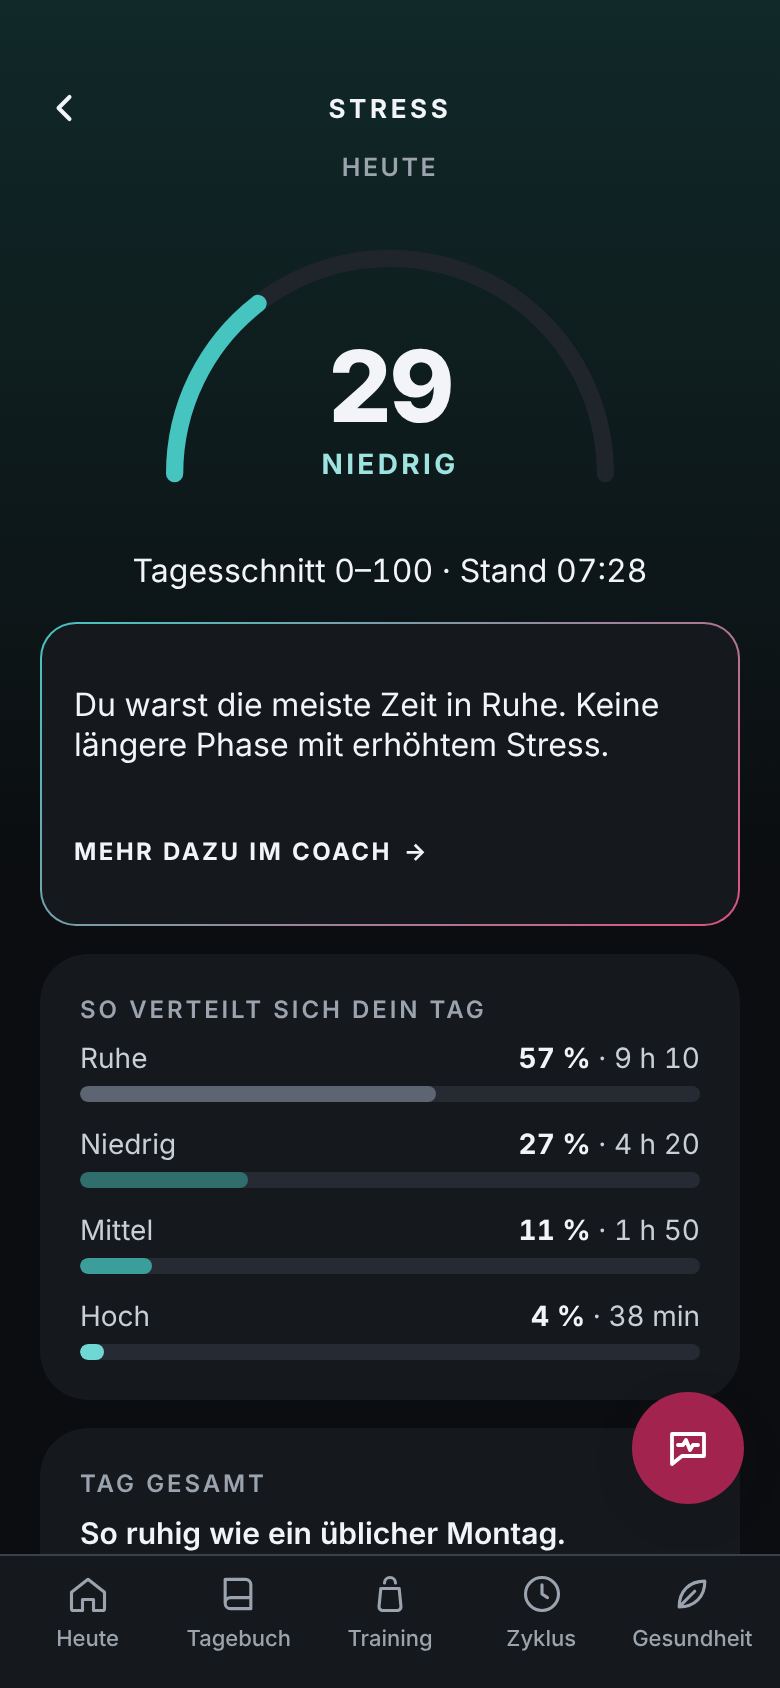 STRESS
HEUTE
29
NIEDRIG
Tagesschnitt 0–100 · Stand 07:28
Du warst die meiste Zeit in Ruhe. Keine
längere Phase mit erhöhtem Stress.
MEHR DAZU IM COACH →
SO VERTEILT SICH DEIN TAG
Ruhe 57 % · 9 h 10
Niedrig 27 % · 4 h 20
Mittel 11 % · 1 h 50
Hoch 4 % · 38 min
TAG GESAMT
So ruhig wie ein üblicher Montag.
Heute Tagebuch Training Zyklus Gesundheit